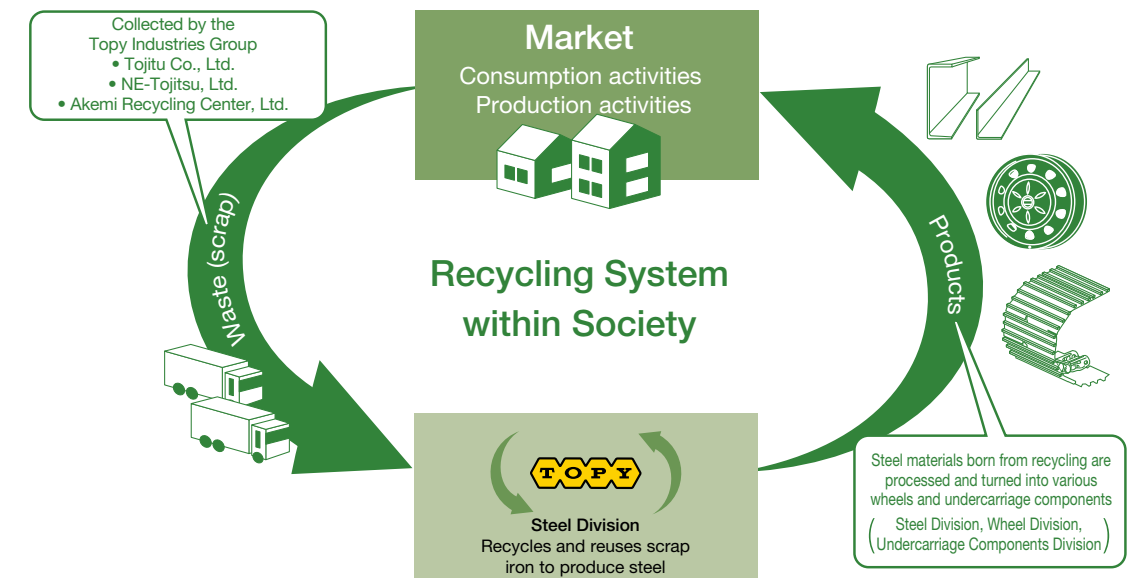 Collected by the
Topy Industries Group
• Tojitu Co., Ltd.
• NE-Tojitsu, Ltd.
• Akemi Recycling Center, Ltd.
Market
Consumption activities
Production activities
Waste (scrap)
Recycling System
within Society
Products
TOPY
Steel Division
Recycles and reuses scrap
iron to produce steel
Steel materials born from recycling are
processed and turned into various
wheels and undercarriage components
(Steel Division, Wheel Division,
Undercarriage Components Division)